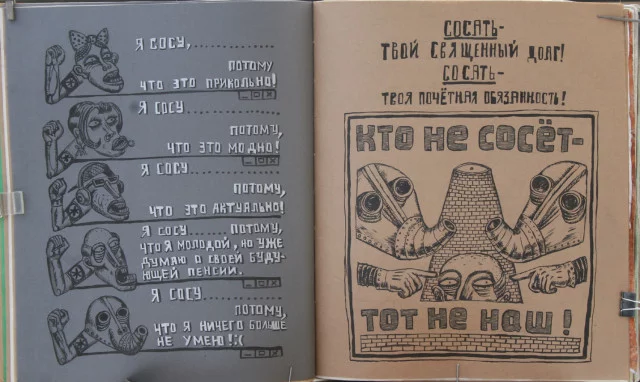 Я СОСУ,..............
ПОТОМУ
ЧТО ЭТО ПРИКОЛЬНО!
Я СОСУ..............
ПОТОМУ,
ЧТО ЭТО МОДНО!
Я СОСУ..............
ПОТОМУ,
ЧТО ЭТО АКТУАЛЬНО!
Я СОСУ...... ПОТОМУ,
ЧТО Я МОЛОДОЙ, НО УЖЕ
ДУМАЮ О СВОЕЙ БУДУ-
ЮЩЕЙ ПЕНСИИ.
Я СОСУ..............
ПОТОМУ,
ЧТО Я НИЧЕГО БОЛЬШЕ
НЕ УМЕЮ!:(
СОСАТЬ-
ТВОЙ СВЯЩЕННЫЙ ДОЛГ!
СОСАТЬ-
ТВОЯ ПОЧЁТНАЯ ОБЯЗАННОСТЬ!
КТО НЕ СОСЁТ-
ТОТ НЕ НАШ!